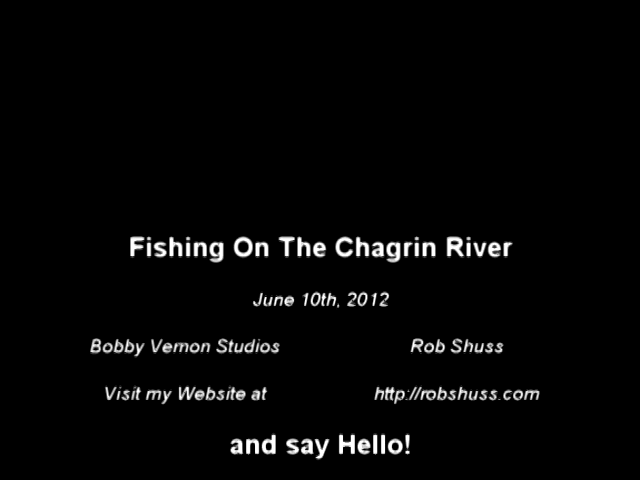 Fishing On The Chagrin River
June 10th, 2012
Bobby Vernon Studios Rob Shuss
Visit my Website at http://robshuss.com
and say Hello!